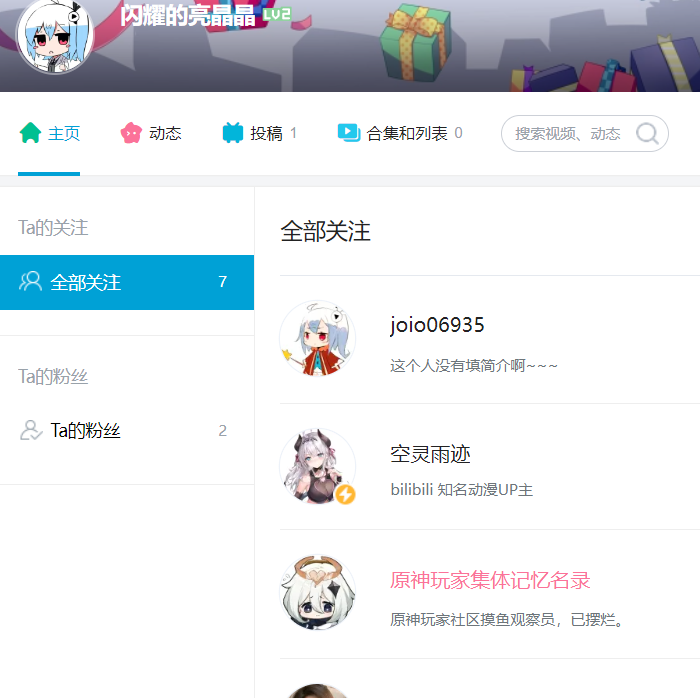 闪耀的亮晶晶 LV2
主页 动态 投稿 1 合集和列表 0 搜索视频、动态
Ta的关注
全部关注 7
Ta的粉丝
Ta的粉丝 2
全部关注
joio06935
这个人没有填简介啊~~~
空灵雨迹
bilibili 知名动漫UP主
原神玩家集体记忆名录
原神玩家社区摸鱼观察员，已摆烂。